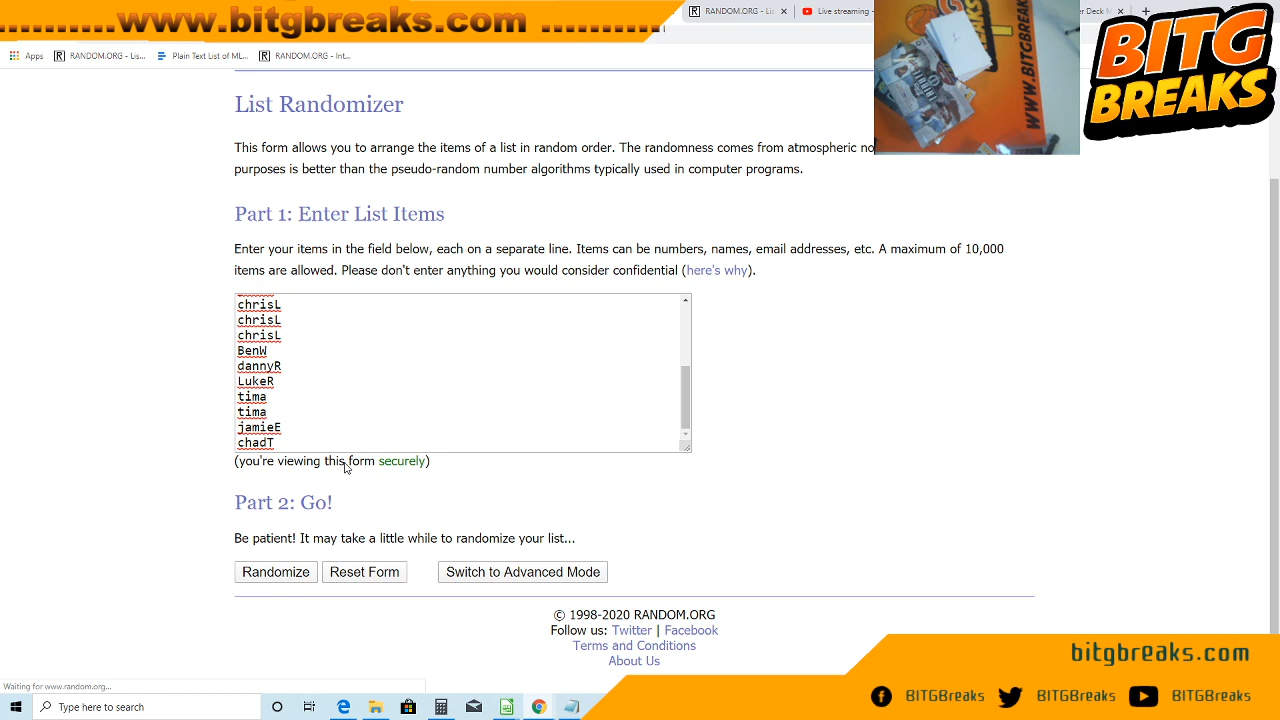 www.bitgbreaks.com
RANDOM.ORG - Lis
Live streaming -
er Deck M
BITG
BREAKS
Apps
RANDOM.ORG - Lis...
Plain Text List of ML...
RANDOM.ORG - Int...
List Randomizer
This form allows you to arrange the items of a list in random order. The randomness comes from atmospheric no
purposes is better than the pseudo-random number algorithms typically used in computer programs.
Part 1: Enter List Items
Enter your items in the field below, each on a separate line. Items can be numbers, names, email addresses, etc. A maximum of 10,000
items are allowed. Please don't enter anything you would consider confidential (here's why).
chrisL
chrisL
chrisL
BenW
dannyR
LukeR
tima
tima
jamieE
chadT
(you're viewing this form securely)
Part 2: Go!
Be patient! It may take a little while to randomize your list...
Randomize
Reset Form
Switch to Advanced Mode
© 1998-2020 RANDOM.ORG
Follow us: Twitter | Facebook
Terms and Conditions
About Us
bitgbreaks.com
Waiting for www.random.org...
Type here to search
BITGBreaks
BITGBreaks
BITGBreaks